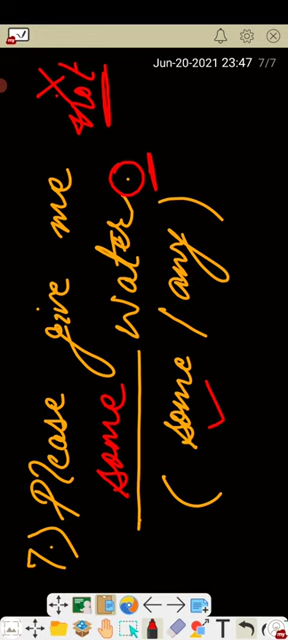 Jun-20-2021 23:47 7/7
7.) Please give me
X Not
some water.
( some / any )